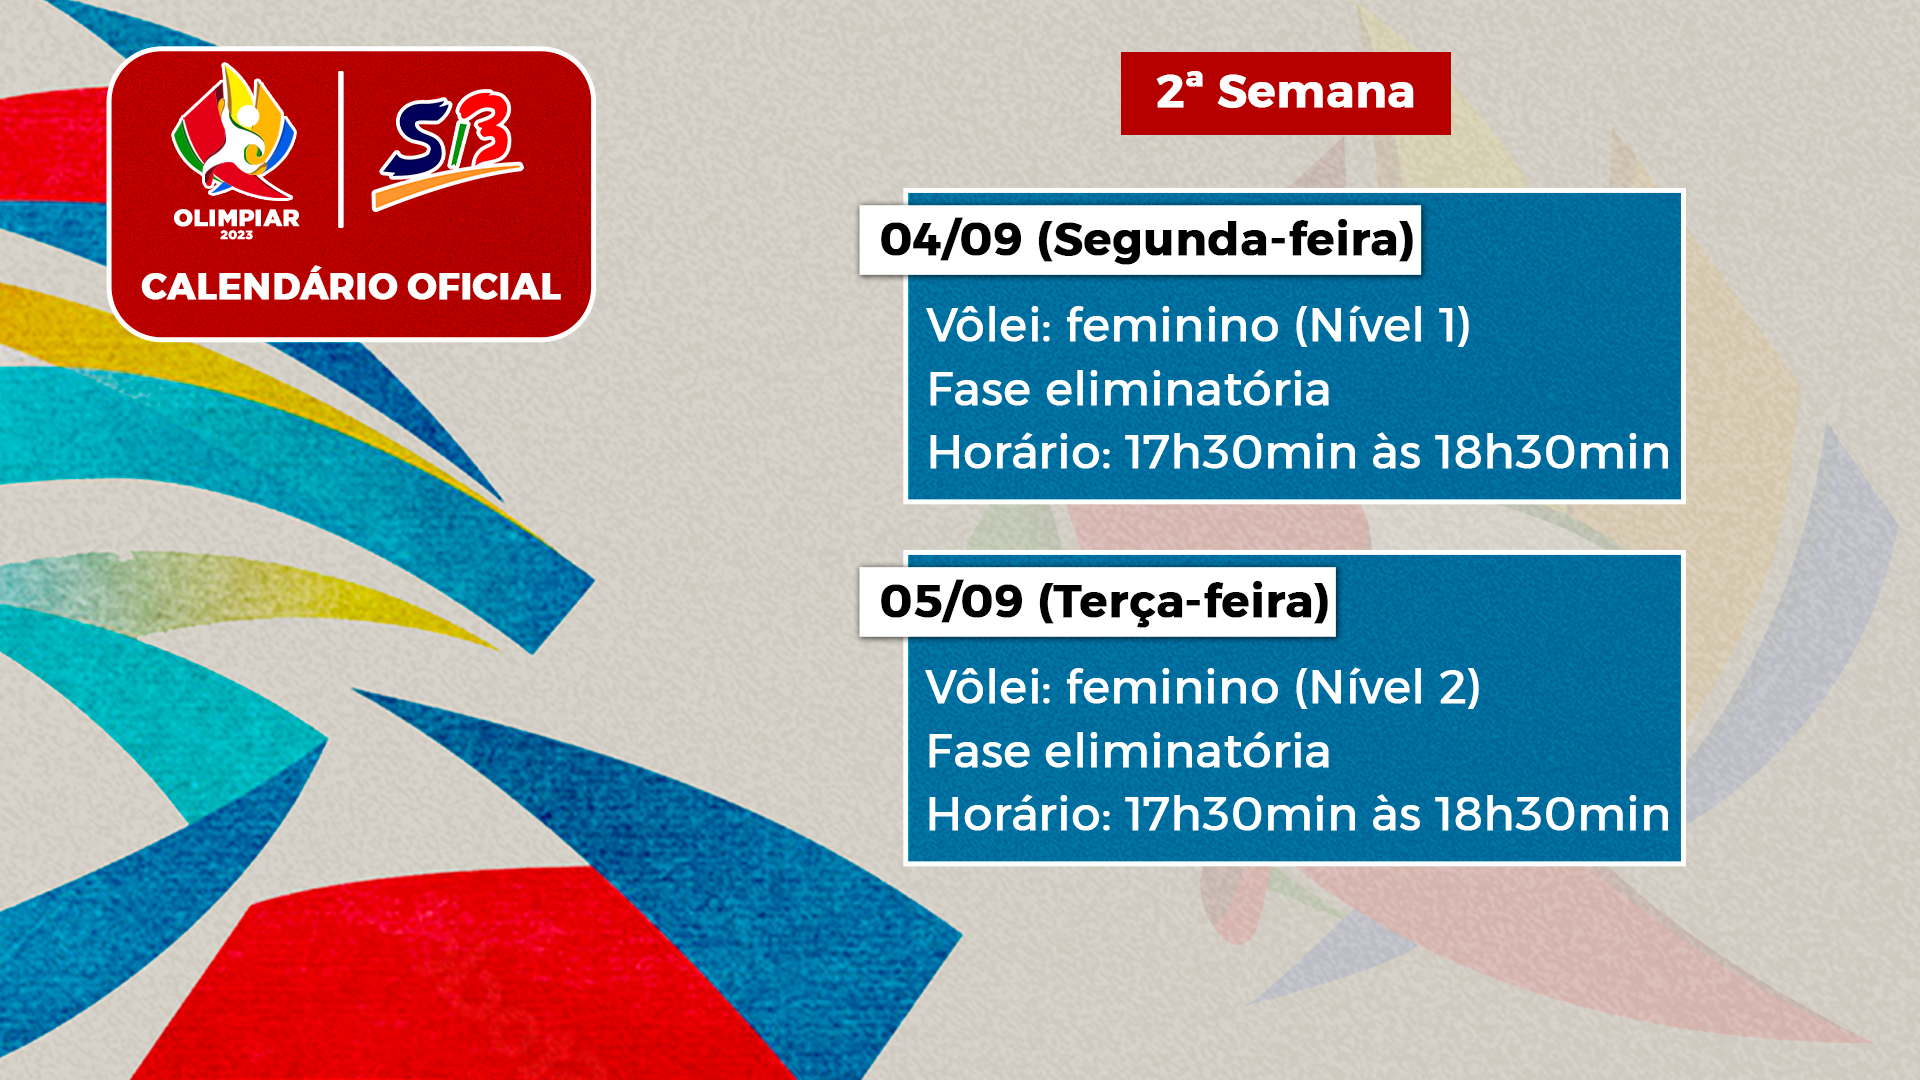 Si3
OLIMPIAR
2023
CALENDÁRIO OFICIAL
2ª Semana
04/09 (Segunda-feira)
Vôlei: feminino (Nível 1)
Fase eliminatória
Horário: 17h30min às 18h30min
05/09 (Terça-feira)
Vôlei: feminino (Nível 2)
Fase eliminatória
Horário: 17h30min às 18h30min